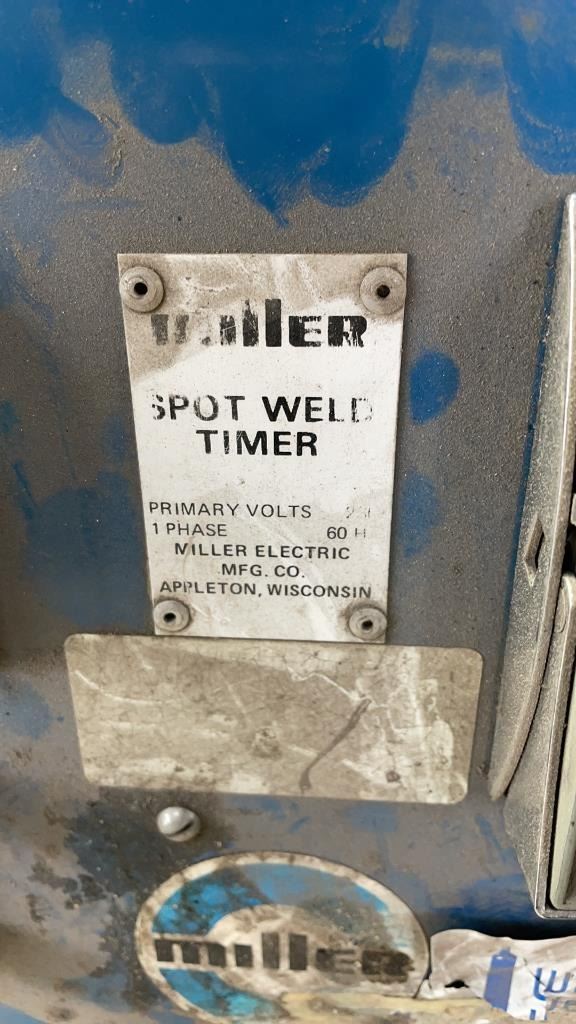 miller
SPOT WELD
TIMER
PRIMARY VOLTS
1 PHASE 60 H
MILLER ELECTRIC
MFG. CO.
APPLETON, WISCONSIN
miller